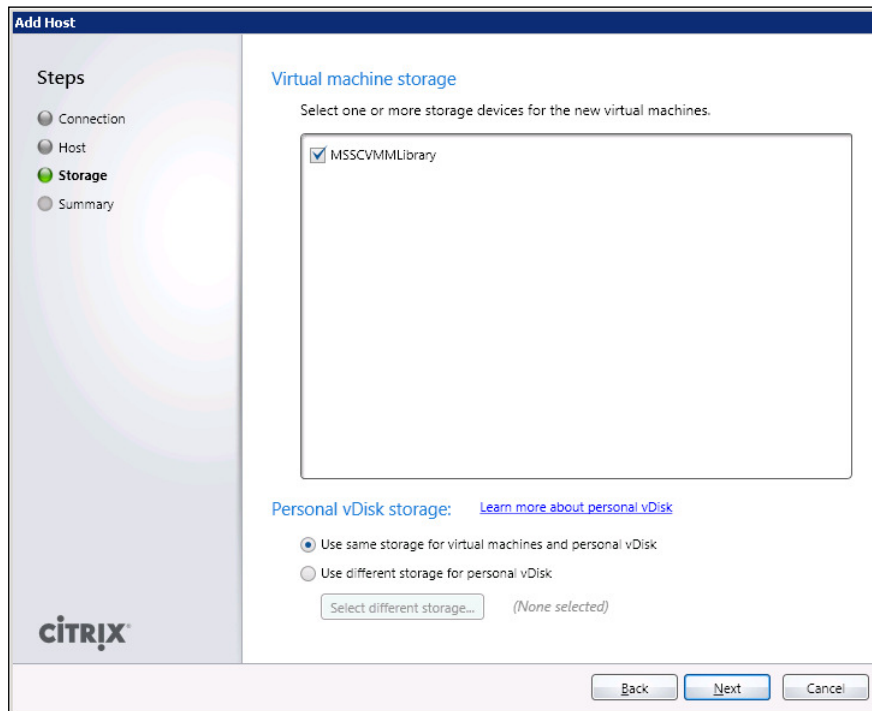 Add Host
Steps
Connection
Host
Storage
Summary
Virtual machine storage
Select one or more storage devices for the new virtual machines.
MSSCVMMLibrary
Personal vDisk storage: Learn more about personal vDisk
Use same storage for virtual machines and personal vDisk
Use different storage for personal vDisk
Select different storage... (None selected)
CITRIX
Back Next Cancel